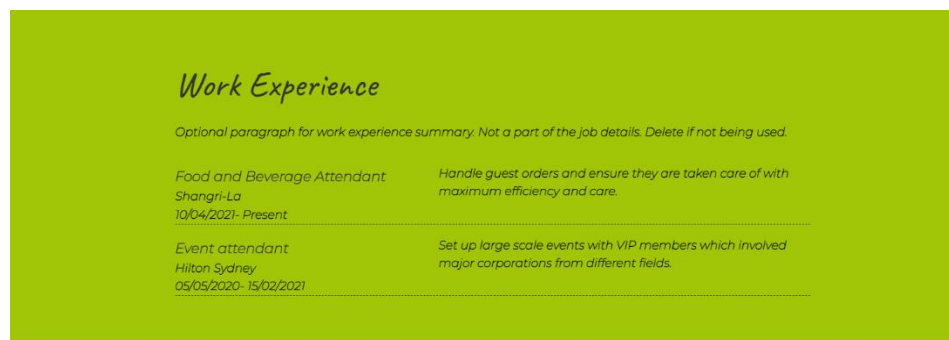 Work Experience
Optional paragraph for work experience summary. Not a part of the job details. Delete if not being used.
Food and Beverage Attendant
Shangri-La
10/04/2021- Present
Handle guest orders and ensure they are taken care of with
maximum efficiency and care.
Event attendant
Hilton Sydney
05/05/2020- 15/02/2021
Set up large scale events with VIP members which involved
major corporations from different fields.